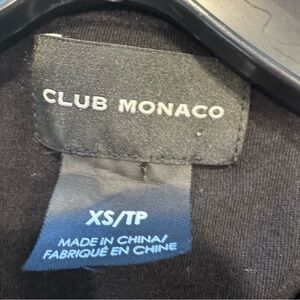 CLUB MONACO
XS/TP
MADE IN CHINA/
FABRIQUÉ EN CHINE